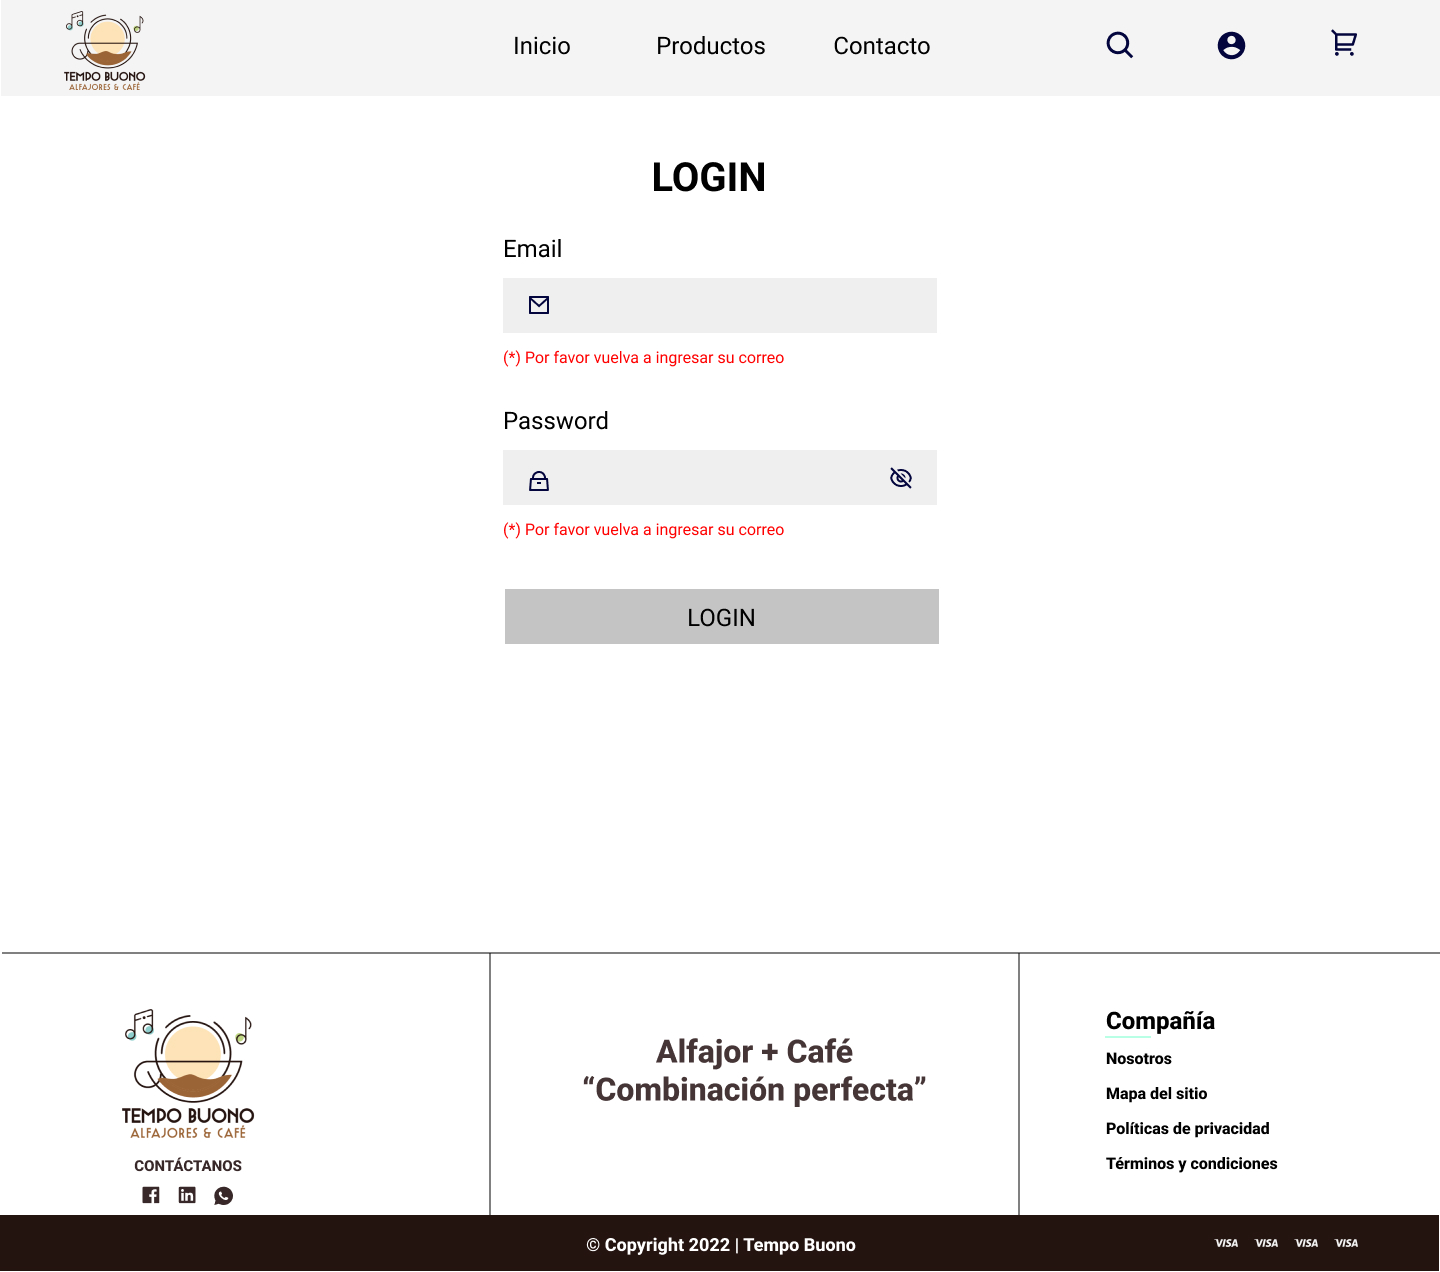 TEMPO BUONO
ALFAJORES & CAFÉ
Inicio
Productos
Contacto
LOGIN
Email
(*) Por favor vuelva a ingresar su correo
Password
(*) Por favor vuelva a ingresar su correo
LOGIN
TEMPO BUONO
ALFAJORES & CAFÉ
CONTÁCTANOS
Alfajor + Café
“Combinación perfecta”
Compañía
Nosotros
Mapa del sitio
Políticas de privacidad
Términos y condiciones
© Copyright 2022 | Tempo Buono
VISA VISA VISA VISA